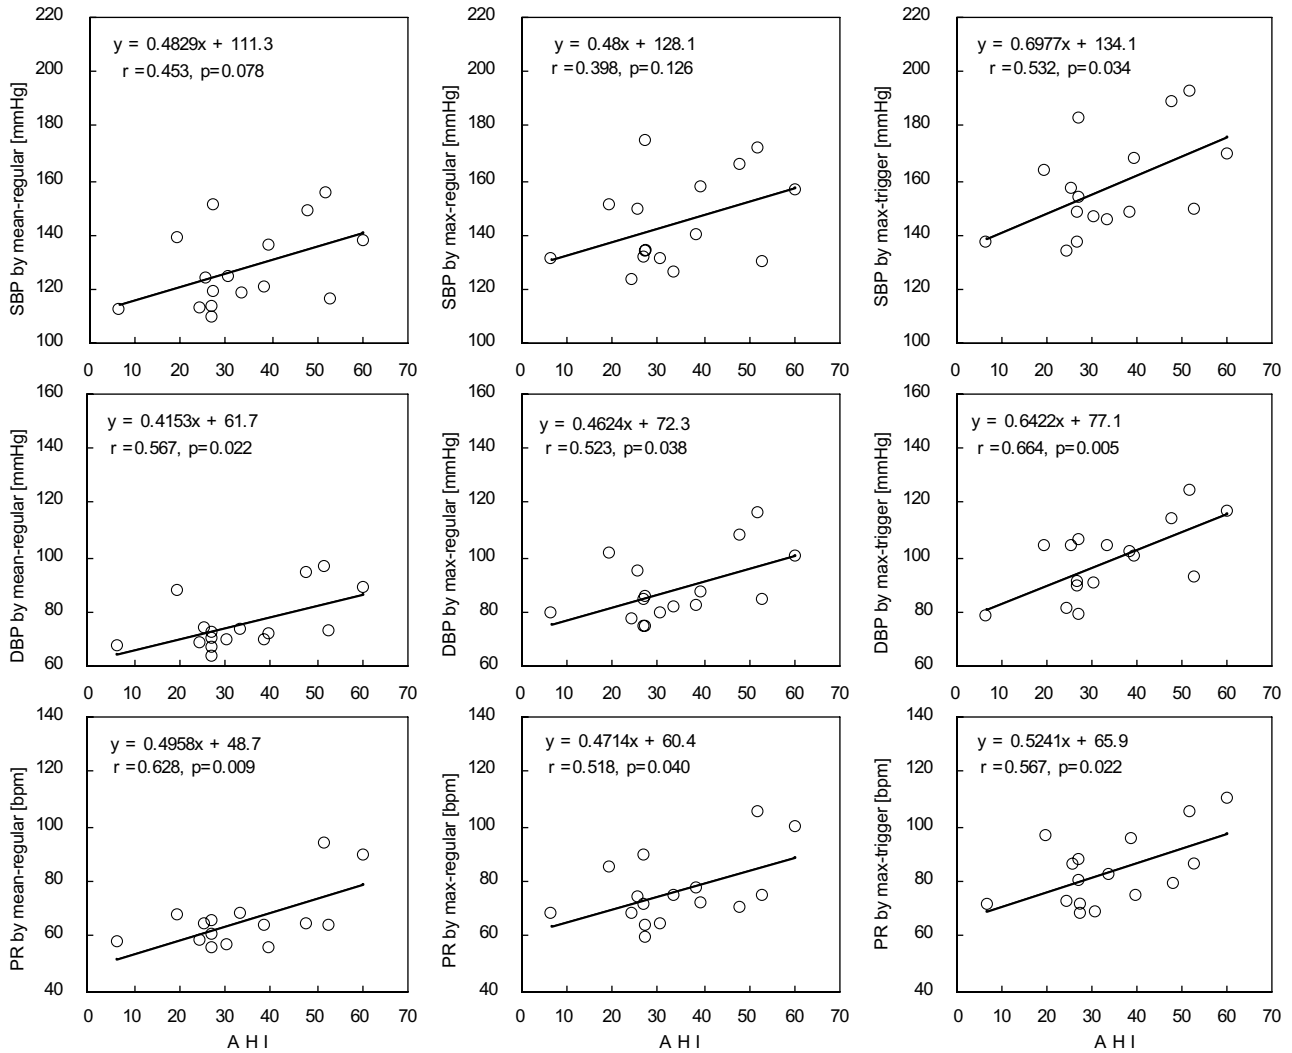 220
200
180
160
140
120
100
SBP by mean-regular [mmHg]
y = 0.4829x + 111.3
r =0.453, p=0.078
0 10 20 30 40 50 60 70
220
200
180
160
140
120
100
SBP by max-regular [mmHg]
y = 0.48x + 128.1
r =0.398, p=0.126
0 10 20 30 40 50 60 70
220
200
180
160
140
120
100
SBP by max-trigger [mmHg]
y = 0.6977x + 134.1
r =0.532, p=0.034
0 10 20 30 40 50 60 70
160
140
120
100
80
60
DBP by mean-regular [mmHg]
y = 0.4153x + 61.7
r =0.567, p=0.022
0 10 20 30 40 50 60 70
160
140
120
100
80
60
DBP by max-regular [mmHg]
y = 0.4624x + 72.3
r =0.523, p=0.038
0 10 20 30 40 50 60 70
160
140
120
100
80
60
DBP by max-trigger [mmHg]
y = 0.6422x + 77.1
r =0.664, p=0.005
0 10 20 30 40 50 60 70
140
120
100
80
60
40
PR by mean-regular [bpm]
y = 0.4958x + 48.7
r =0.628, p=0.009
0 10 20 30 40 50 60 70
A H I
140
120
100
80
60
40
PR by max-regular [bpm]
y = 0.4714x + 60.4
r =0.518, p=0.040
0 10 20 30 40 50 60 70
A H I
140
120
100
80
60
40
PR by max-trigger [bpm]
y = 0.5241x + 65.9
r =0.567, p=0.022
0 10 20 30 40 50 60 70
A H I